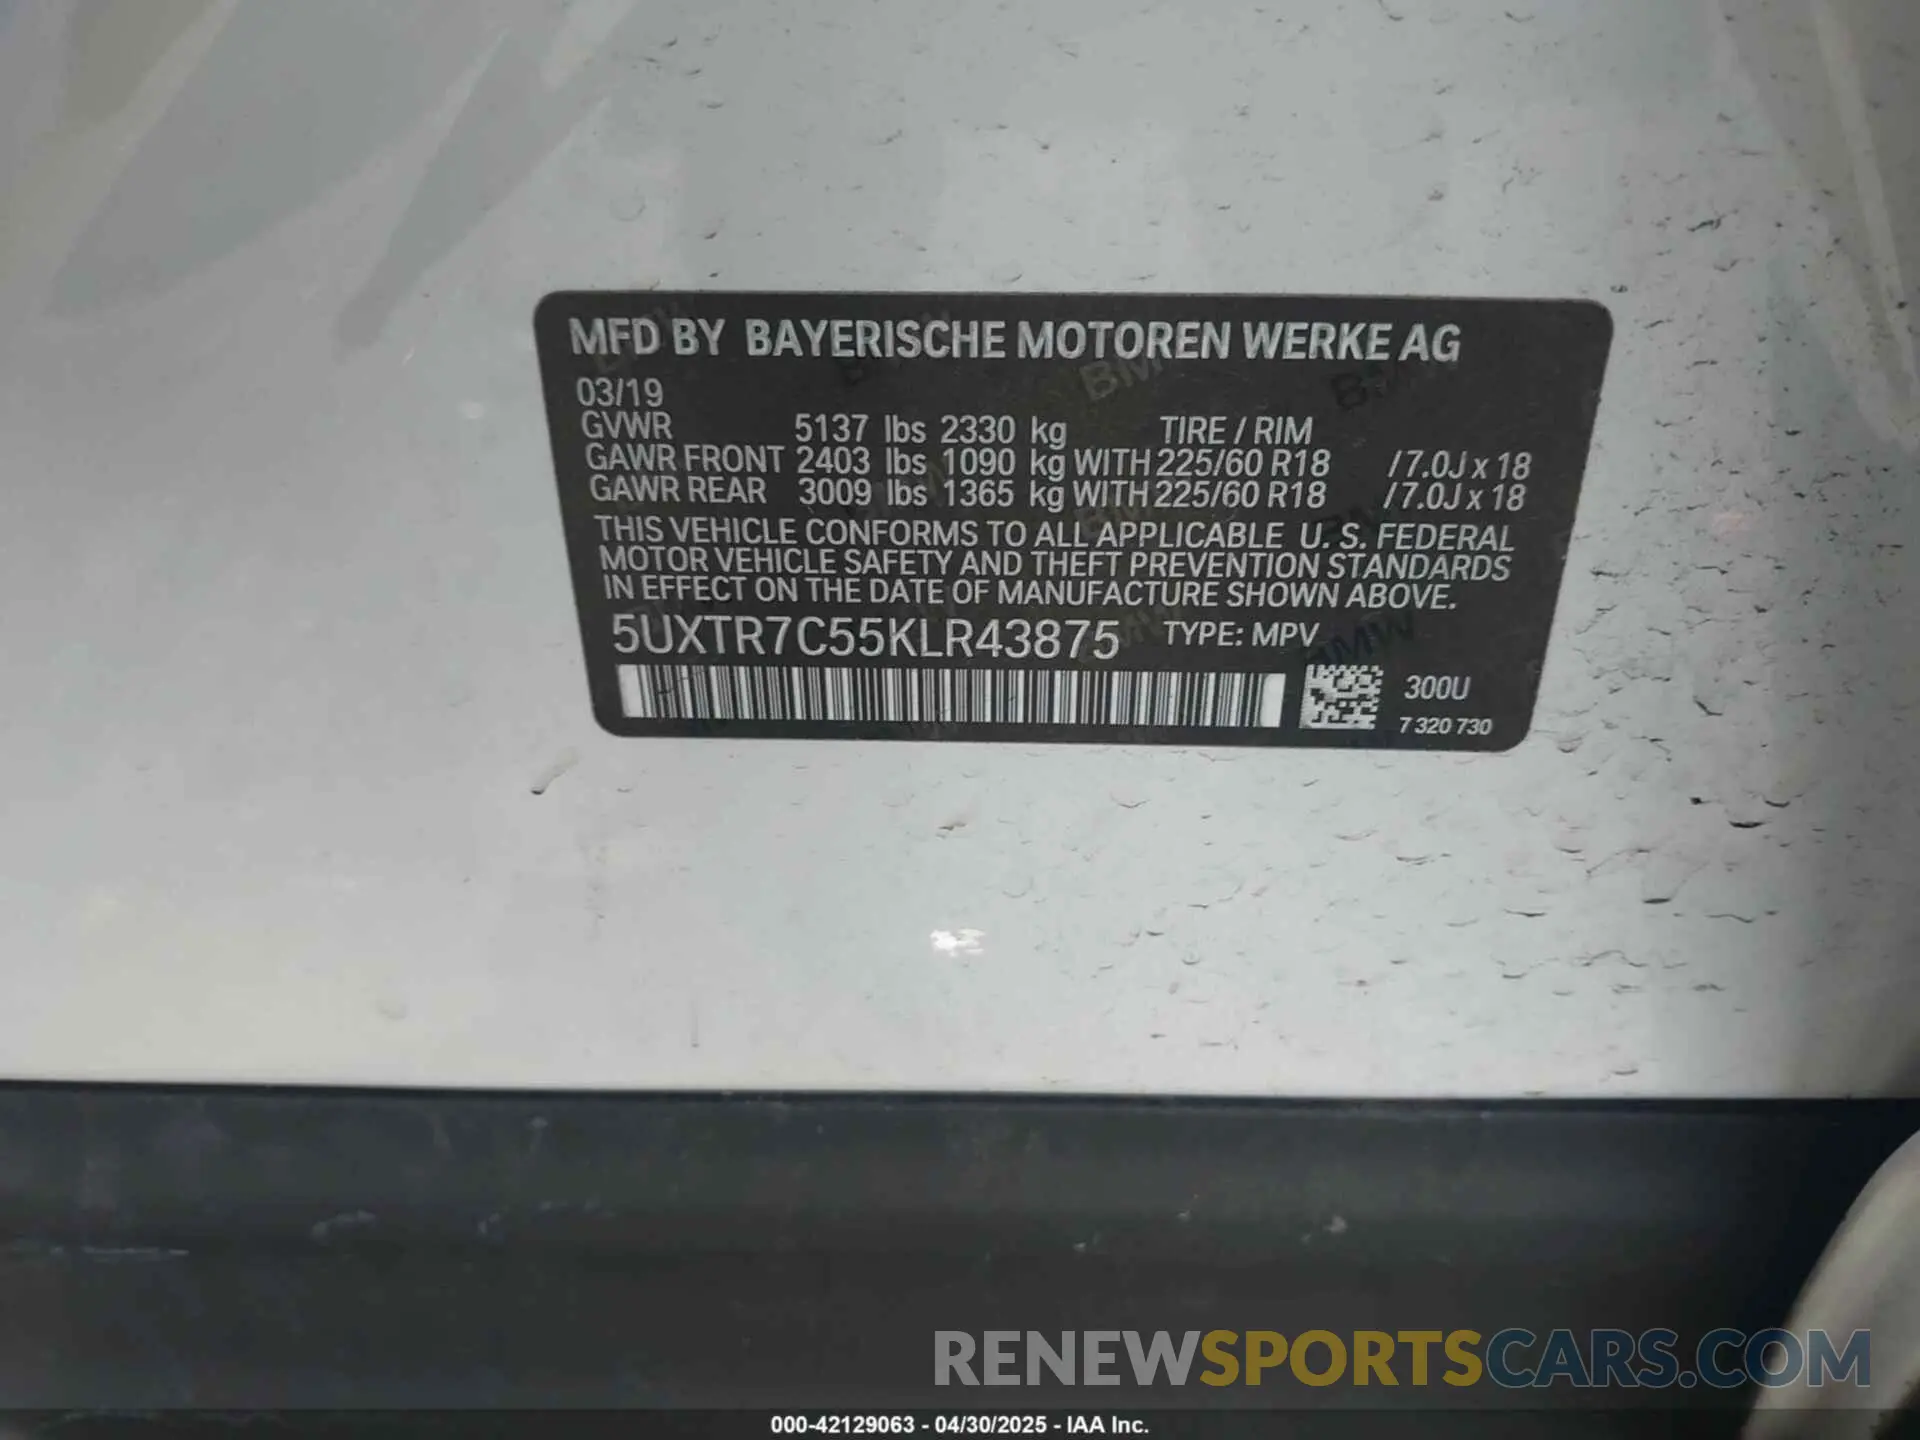 MFD BY BAYERISCHE MOTOREN WERKE AG
03/19
GVWR 5137 lbs 2330 kg TIRE / RIM
GAWR FRONT 2403 lbs 1090 kg WITH 225/60 R18 /7.0J x 18
GAWR REAR 3009 lbs 1365 kg WITH 225/60 R18 /7.0J x 18
THIS VEHICLE CONFORMS TO ALL APPLICABLE U.S. FEDERAL
MOTOR VEHICLE SAFETY AND THEFT PREVENTION STANDARDS
IN EFFECT ON THE DATE OF MANUFACTURE SHOWN ABOVE.
5UXTR7C55KLR43875 TYPE: MPV
300U
7 320 730
RENEWSPORTSCARS.COM
000-42129063 - 04/30/2025 - IAA Inc.